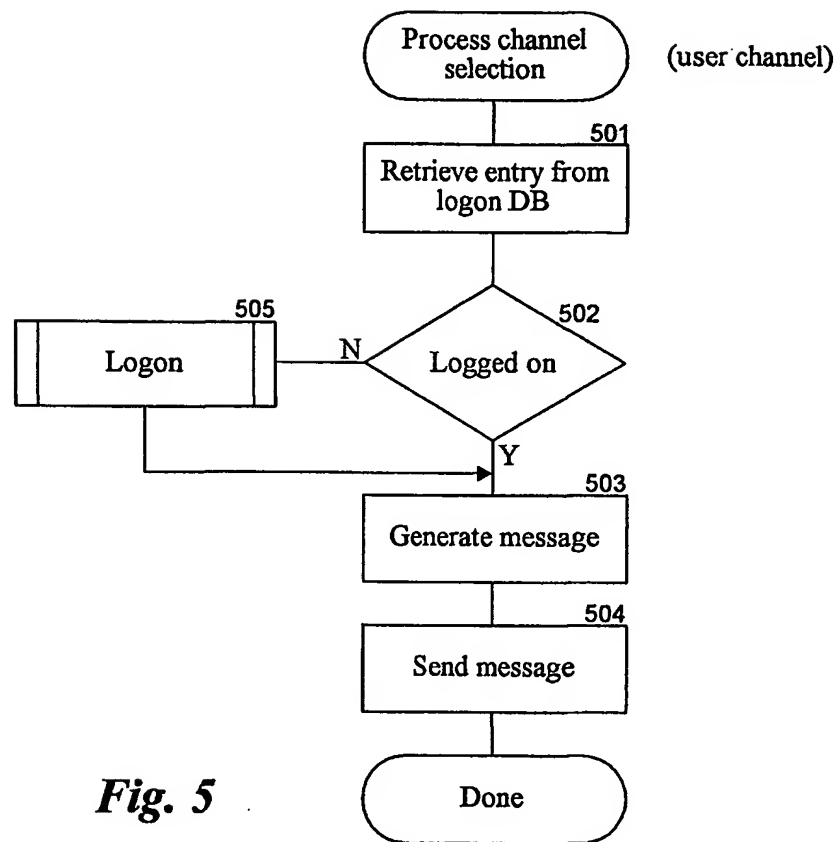 Process channel
selection
(user channel)
501
Retrieve entry from
logon DB
502
Logged on
N
505
Logon
Y
503
Generate message
504
Send message
Done
Fig. 5